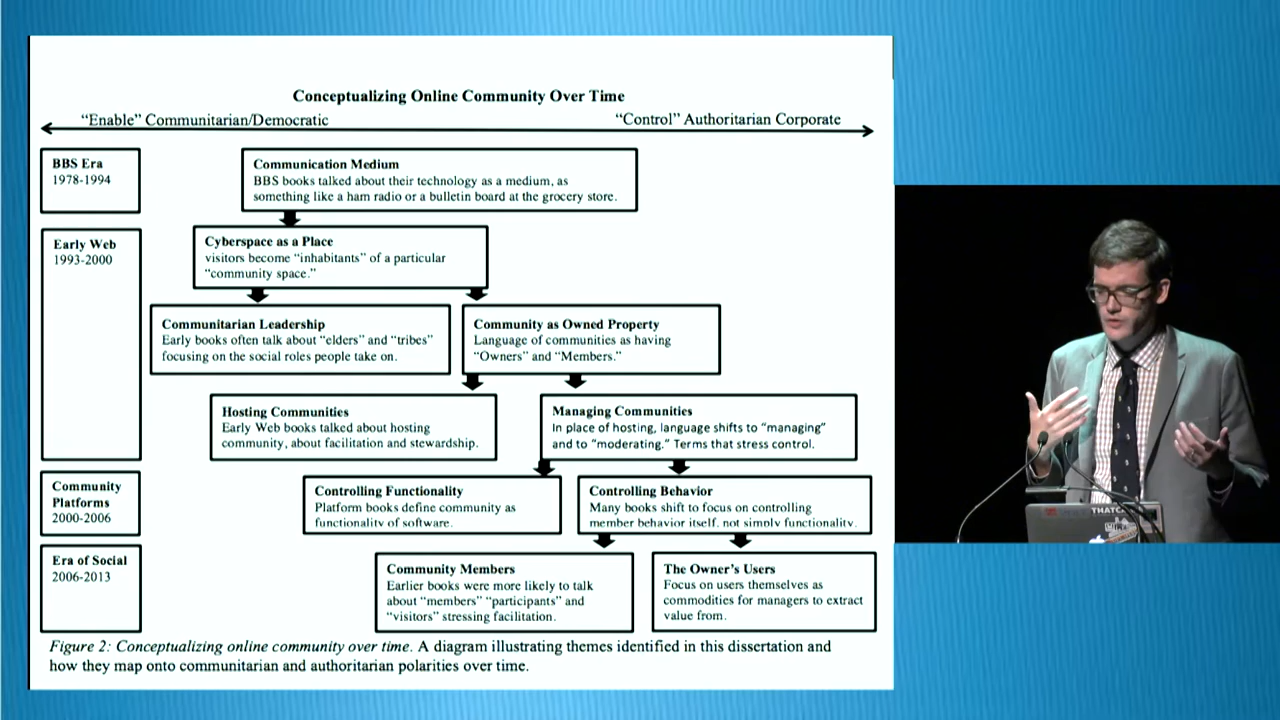 Conceptualizing Online Community Over Time
“Enable” Communitarian/Democratic
“Control” Authoritarian Corporate
BBS Era
1978-1994
Communication Medium
BBS books talked about their technology as a medium, as
something like a ham radio or a bulletin board at the grocery store.
Early Web
1993-2000
Cyberspace as a Place
visitors become “inhabitants” of a particular
“community space.”
Communitarian Leadership
Early books often talk about “elders” and “tribes”
focusing on the social roles people take on.
Community as Owned Property
Language of communities as having
“Owners” and “Members.”
Hosting Communities
Early Web books talked about hosting
community, about facilitation and stewardship.
Managing Communities
In place of hosting, language shifts to “managing”
and to “moderating.” Terms that stress control.
Community
Platforms
2000-2006
Controlling Functionality
Platform books define community as
functionality of software.
Controlling Behavior
Many books shift to focus on controlling
member behavior itself, not simply functionality.
Era of Social
2006-2013
Community Members
Earlier books were more likely to talk
about “members” “participants” and
“visitors” stressing facilitation.
The Owner’s Users
Focus on users themselves as
commodities for managers to extract
value from.
Figure 2: Conceptualizing online community over time. A diagram illustrating themes identified in this dissertation and
how they map onto communitarian and authoritarian polarities over time.
THATC